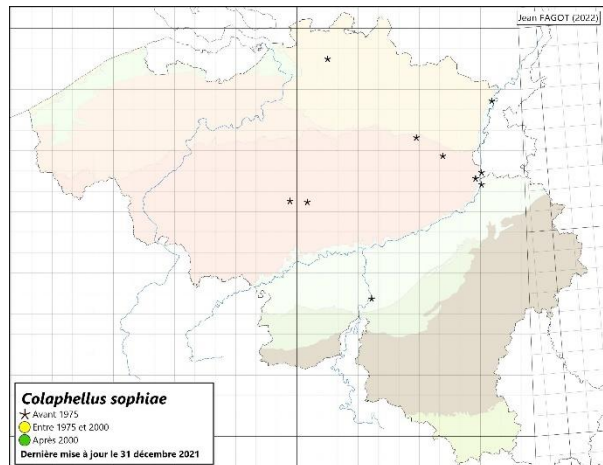 Jean FAGOT (2022)
Colaphellus sophiae
Avant 1975
Entre 1975 et 2000
Après 2000
Dernière mise à jour le 31 décembre 2021